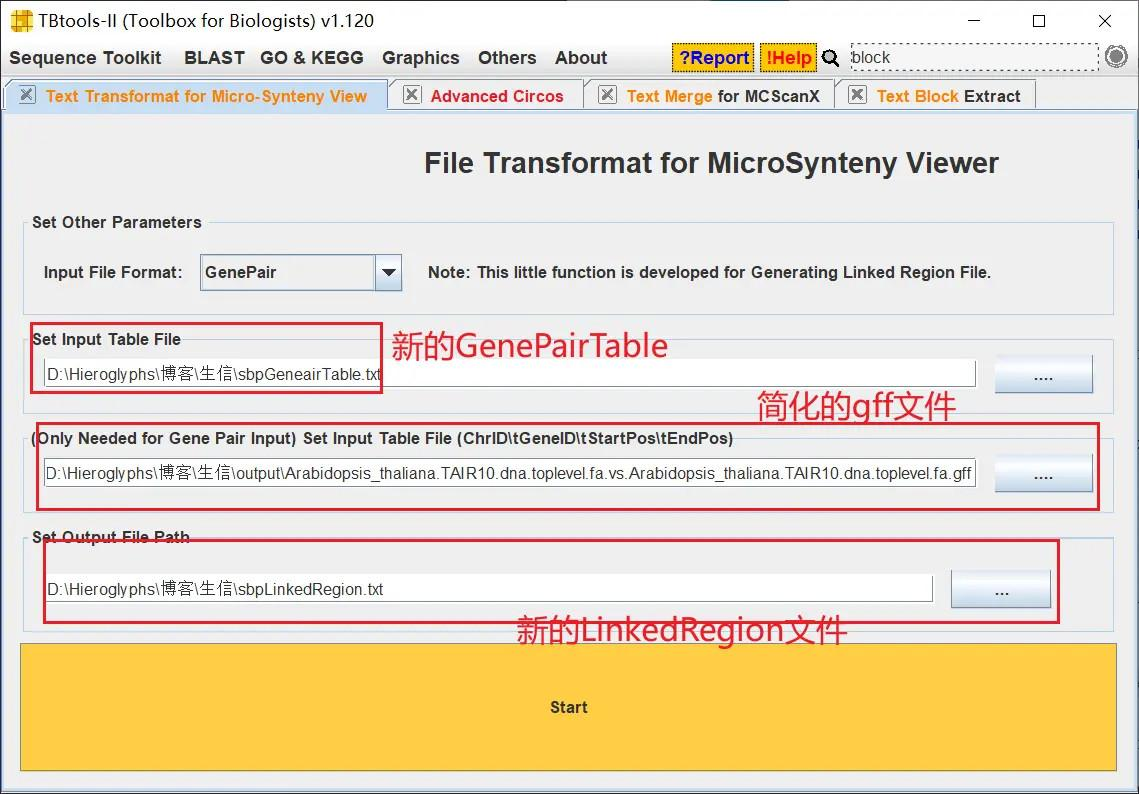 TBtools-II (Toolbox for Biologists) v1.120
Sequence Toolkit BLAST GO & KEGG Graphics Others About ?Report !Help block
Text Transformat for Micro-Synteny View Advanced Circos Text Merge for MCScanX Text Block Extract
File Transformat for MicroSynteny Viewer
Set Other Parameters
Input File Format: GenePair Note: This little function is developed for Generating Linked Region File.
Set Input Table File
新的GenePairTable
D:\Hieroglyphs\博客\生信\sbpGeneairTable.txt ....
简化的gff文件
(Only Needed for Gene Pair Input) Set Input Table File (ChrID\tGeneID\tStartPos\tEndPos)
D:\Hieroglyphs\博客\生信\output\Arabidopsis_thaliana.TAIR10.dna.toplevel.fa.vs.Arabidopsis_thaliana.TAIR10.dna.toplevel.fa.gff ....
Set Output File Path
D:\Hieroglyphs\博客\生信\sbpLinkedRegion.txt ...
新的LinkedRegion文件
Start